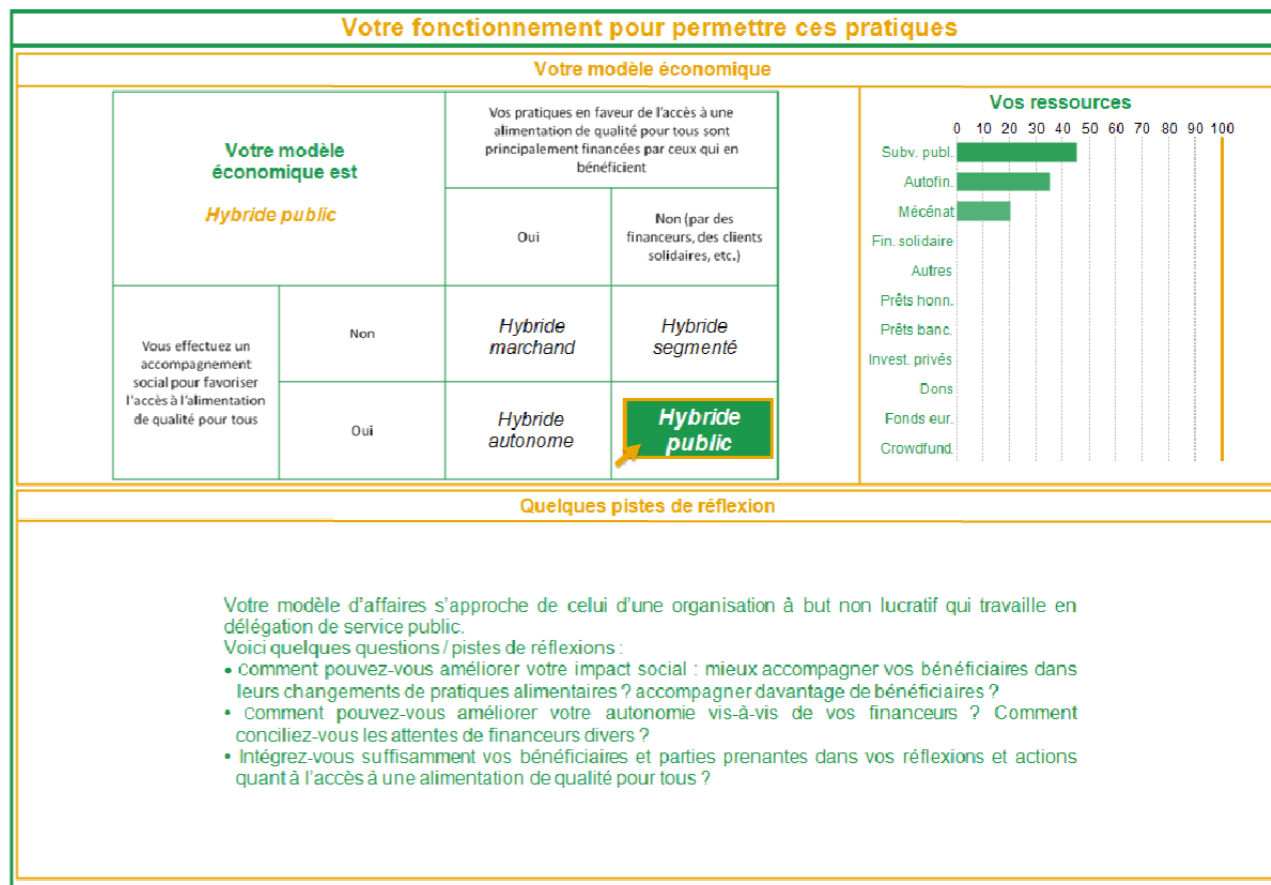 Votre fonctionnement pour permettre ces pratiques
Votre modèle économique
Votre modèle
économique est
Hybride public
Vos pratiques en faveur de l'accès à une
alimentation de qualité pour tous sont
principalement financées par ceux qui en
bénéficient
Oui
Non (par des
financeurs, des clients
solidaires, etc.)
Vous effectuez un
accompagnement
social pour favoriser
l'accès à l'alimentation
de qualité pour tous
Non
Hybride
marchand
Hybride
segmenté
Oui
Hybride
autonome
Hybride
public
Vos ressources
0 10 20 30 40 50 60 70 80 90 100
Subv. publ.
Autofin.
Mécénat
Fin. solidaire
Autres
Prêts honn.
Prêts banc.
Invest. privés
Dons
Fonds eur.
Crowdfund.
Quelques pistes de réflexion
Votre modèle d'affaires s'approche de celui d'une organisation à but non lucratif qui travaille en
délégation de service public.
Voici quelques questions / pistes de réflexions :
• Comment pouvez-vous améliorer votre impact social : mieux accompagner vos bénéficiaires dans
leurs changements de pratiques alimentaires ? accompagner davantage de bénéficiaires ?
• Comment pouvez-vous améliorer votre autonomie vis-à-vis de vos financeurs ? Comment
conciliez-vous les attentes de financeurs divers ?
• Intégrez-vous suffisamment vos bénéficiaires et parties prenantes dans vos réflexions et actions
quant à l'accès à une alimentation de qualité pour tous ?